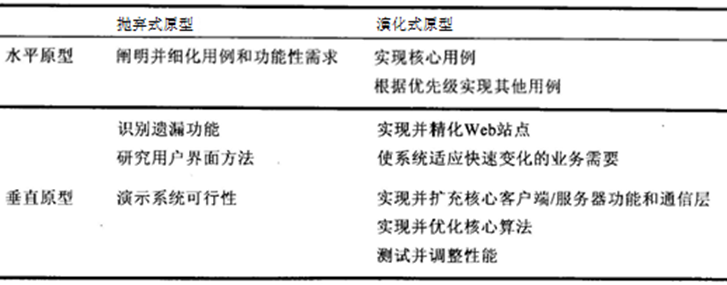 抛弃式原型 演化式原型
水平原型 阐明并细化用例和功能性需求 实现核心用例
根据优先级实现其他用例
识别遗漏功能 实现并精化Web站点
研究用户界面方法 使系统适应快速变化的业务需要
垂直原型 演示系统可行性 实现并扩充核心客户端/服务器功能和通信层
实现并优化核心算法
测试并调整性能